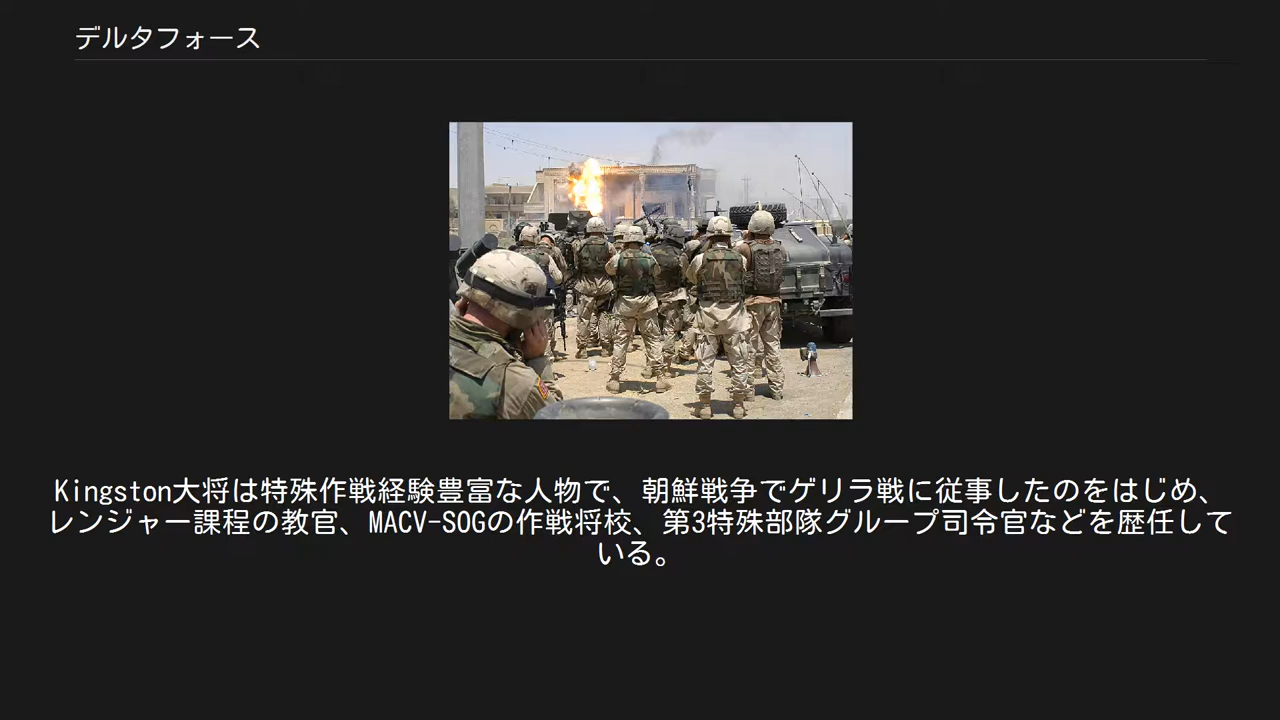 デルタフォース
Kingston大将は特殊作戦経験豊富な人物で、朝鮮戦争でゲリラ戦に従事したのをはじめ、
レンジャー課程の教官、MACV-SOGの作戦将校、第3特殊部隊グループ司令官などを歴任して
いる。